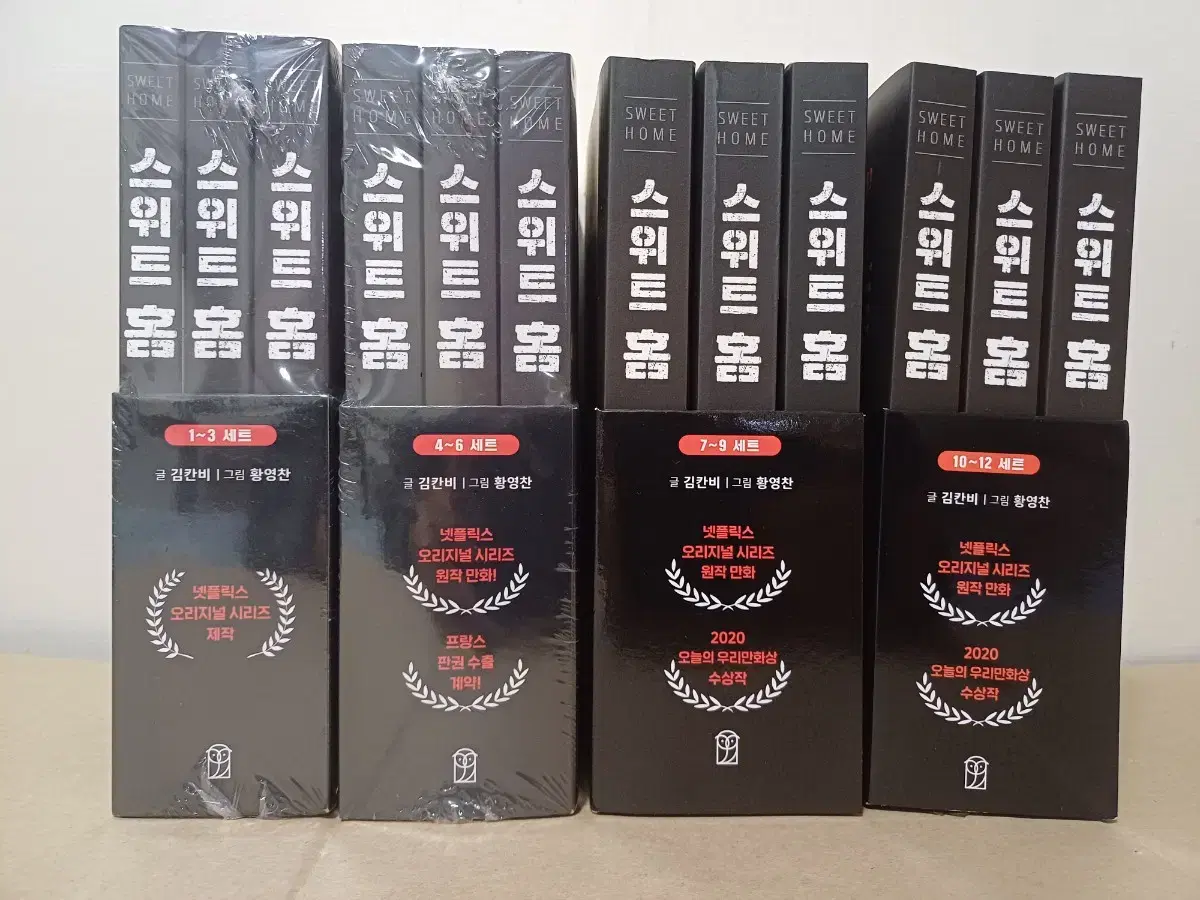 SWEET
HOME
스위트 홈
SWEET
HOME
스위트 홈
SWEET
HOME
스위트 홈
1~3 세트
글 김칸비 | 그림 황영찬
넷플릭스
오리지널 시리즈
제작
SWEET
HOME
스위트 홈
SWEET
HOME
스위트 홈
SWEET
HOME
스위트 홈
4~6 세트
글 김칸비 | 그림 황영찬
넷플릭스
오리지널 시리즈
원작 만화!
프랑스
판권 수출
계약!
SWEET
HOME
스위트 홈
SWEET
HOME
스위트 홈
SWEET
HOME
스위트 홈
7~9 세트
글 김칸비 | 그림 황영찬
넷플릭스
오리지널 시리즈
원작 만화
2020
오늘의 우리만화상
수상작
SWEET
HOME
스위트 홈
SWEET
HOME
스위트 홈
SWEET
HOME
스위트 홈
10~12 세트
글 김칸비 | 그림 황영찬
넷플릭스
오리지널 시리즈
원작 만화
2020
오늘의 우리만화상
수상작